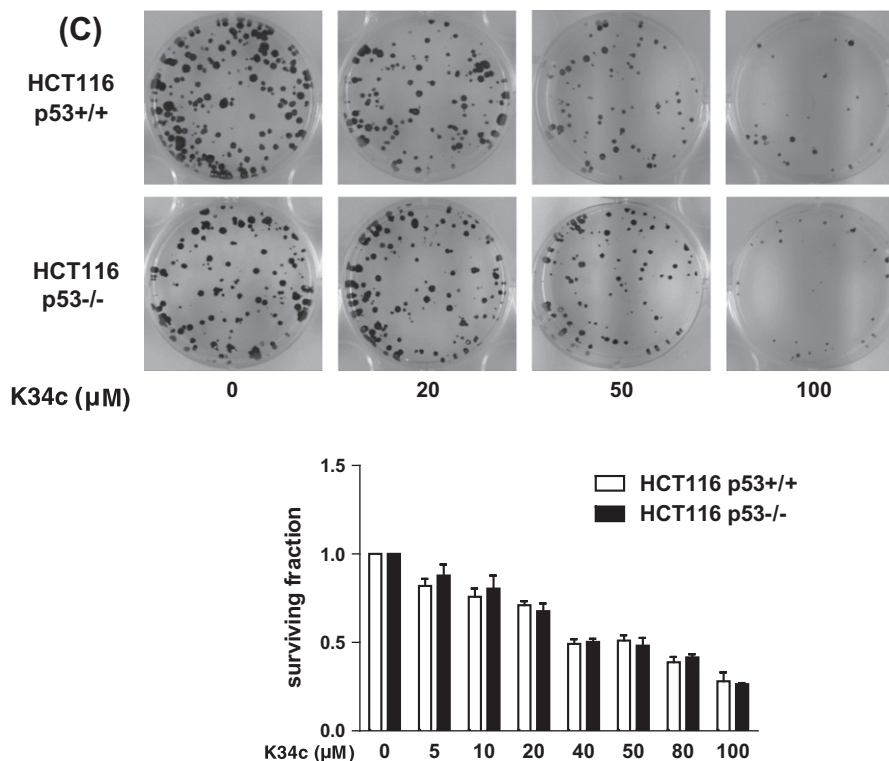 (C)
HCT116
p53+/+
HCT116
p53-/-
K34c (µM)
0 20 50 100
1.5
1.0
0.5
0.0
surviving fraction
HCT116 p53+/+
HCT116 p53-/-
K34c (µM) 0 5 10 20 40 50 80 100